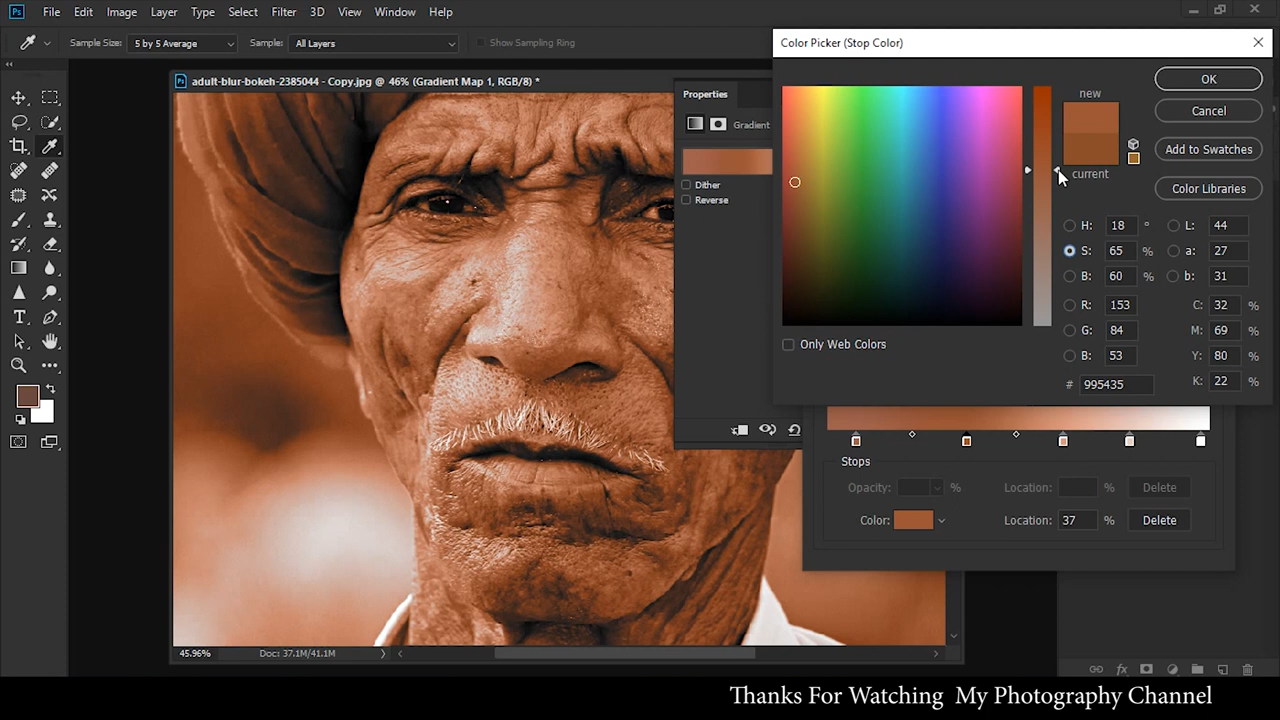 Ps File Edit Image Layer Type Select Filter 3D View Window Help
Sample Size: 5 by 5 Average Sample: All Layers Show Sampling Ring
Color Picker (Stop Color)
Ps adult-blur-bokeh-2385044 - Copy.jpg @ 46% (Gradient Map 1, RGB/8) *
Properties
Gradient
Dither
Reverse
new
current
OK
Cancel
Add to Swatches
Color Libraries
H: 18 ° L: 44
S: 65 % a: 27
B: 60 % b: 31
R: 153 C: 32 %
G: 84 M: 69 %
B: 53 Y: 80 %
# 995435 K: 22 %
Only Web Colors
Stops
Opacity: % Location: Delete
Color: Location: 37 % Delete
45.96% Doc: 37.1M/41.1M
fx
Thanks For Watching My Photography Channel